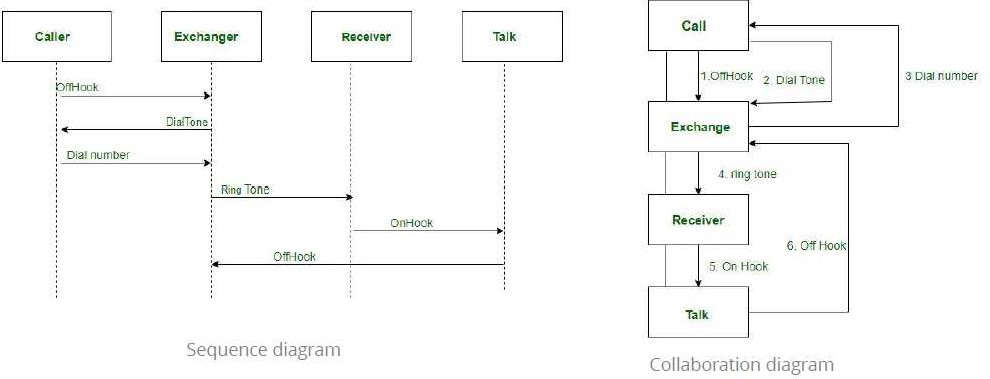 Caller
Exchanger
Receiver
Talk
OffHook
DialTone
Dial number
Ring Tone
OnHook
OffHook
Sequence diagram
Call
1.OffHook
2. Dial Tone
3 Dial number
Exchange
4. ring tone
Receiver
6. Off Hook
5. On Hook
Talk
Collaboration diagram